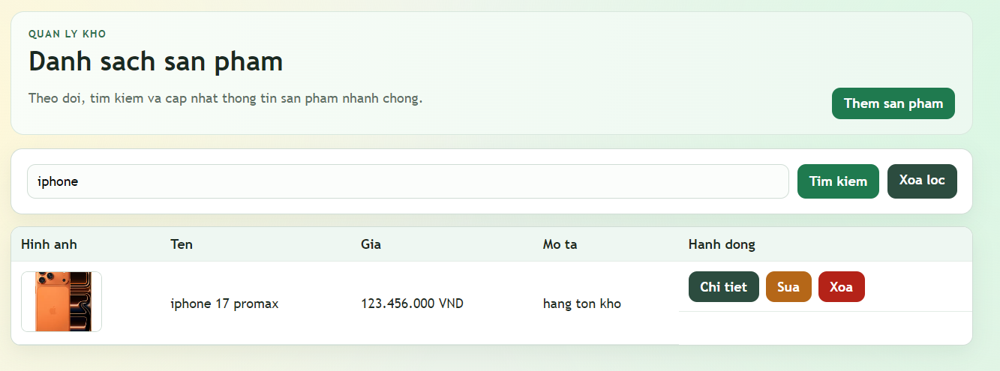 QUAN LY KHO
Danh sach san pham
Theo doi, tim kiem va cap nhat thong tin san pham nhanh chong.
Them san pham
iphone
Tim kiem
Xoa loc
Hinh anh Ten Gia Mo ta Hanh dong
iphone 17 promax 123.456.000 VND hang ton kho Chi tiet Sua Xoa